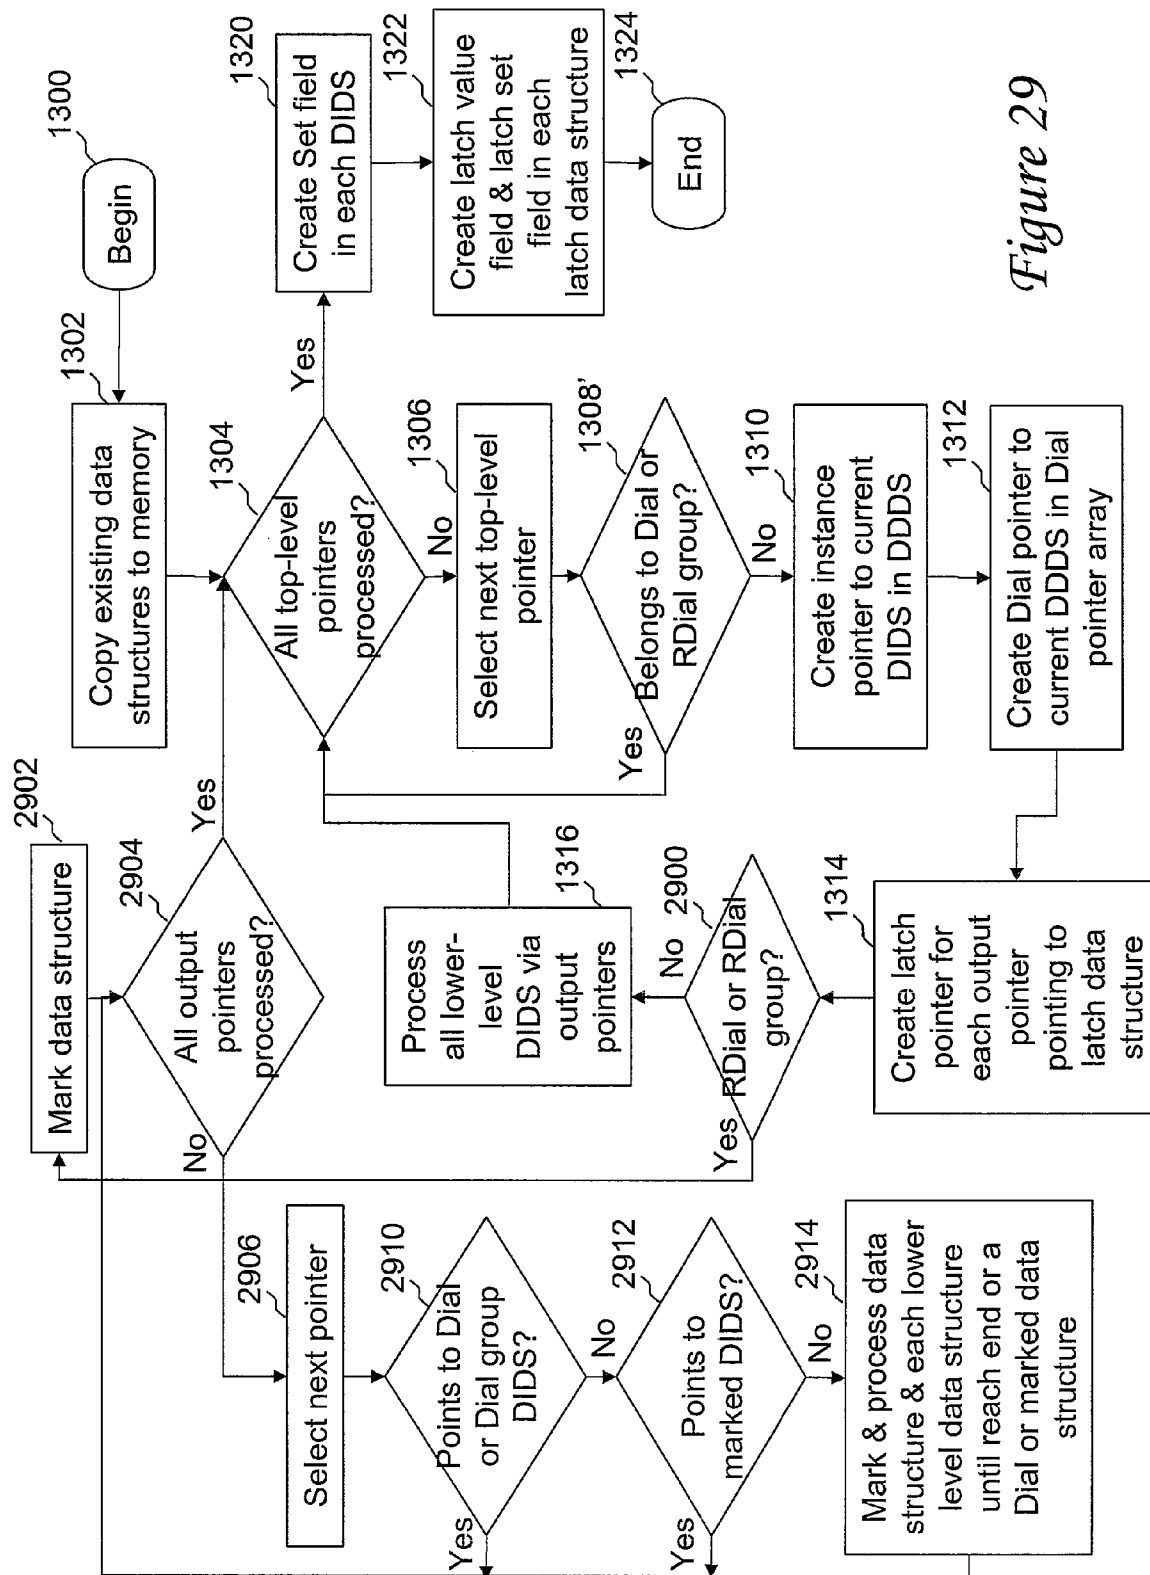 1300
Begin
1302
Copy existing data
structures to memory
1304
All top-level
pointers
processed?
Yes
No
1306
Select next top-level
pointer
1308'
Belongs to Dial or
RDial group?
Yes
No
1310
Create instance
pointer to current
DIDS in DDDS
1312
Create Dial pointer to
current DDDS in Dial
pointer array
1314
Create latch
pointer for
each output
pointer
pointing to
latch data
structure
2900
RDial or RDial
group?
No
Yes
1316
Process
all lower-
level
DIDS via
output
pointers
1320
Create Set field
in each DIDS
1322
Create latch value
field & latch set
field in each
latch data structure
1324
End
2902
Mark data structure
2904
All output
pointers
processed?
Yes
No
2906
Select next pointer
2910
Points to Dial
or Dial group
DIDS?
Yes
No
2912
Points to
marked DIDS?
Yes
No
2914
Mark & process data
structure & each lower
level data structure
until reach end or a
Dial or marked data
structure
Figure 29